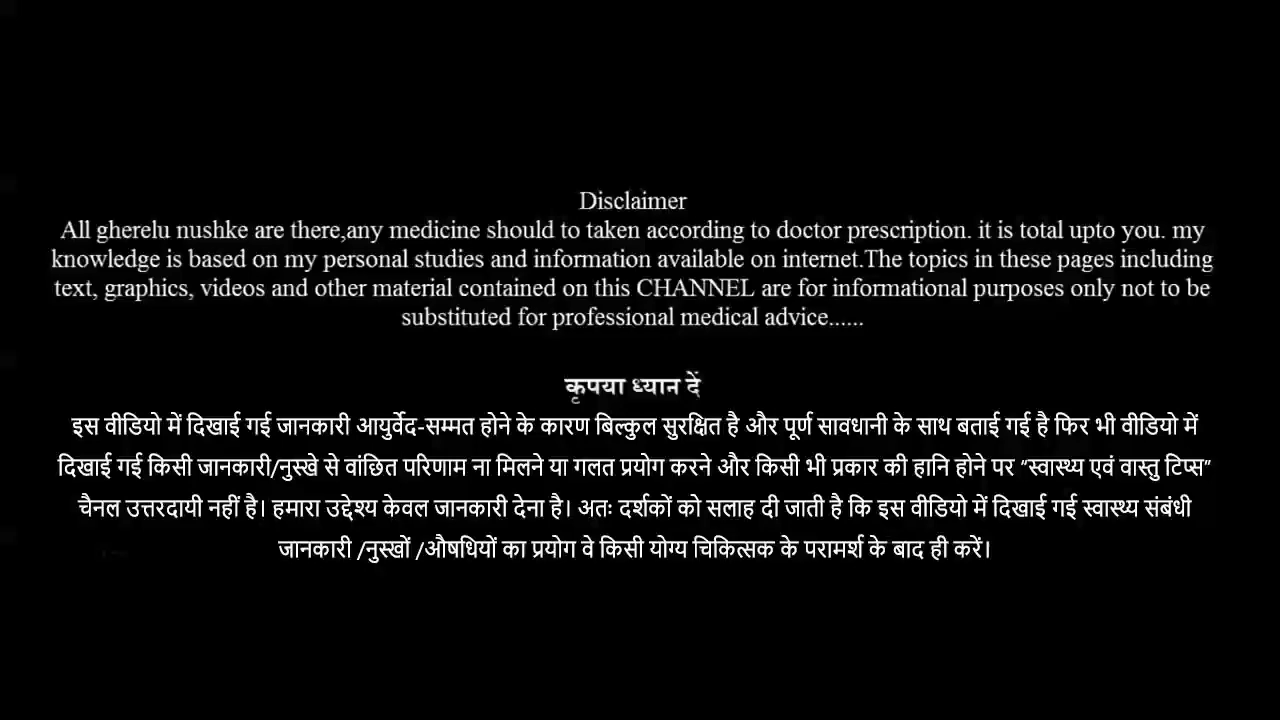 Disclaimer
All gherelu nushke are there,any medicine should to taken according to doctor prescription. it is total upto you. my
knowledge is based on my personal studies and information available on internet.The topics in these pages including
text, graphics, videos and other material contained on this CHANNEL are for informational purposes only not to be
substituted for professional medical advice......
कृपया ध्यान दें
इस वीडियो में दिखाई गई जानकारी आयुर्वेद-सम्मत होने के कारण बिल्कुल सुरक्षित है और पूर्ण सावधानी के साथ बताई गई है फिर भी वीडियो में
दिखाई गई किसी जानकारी/नुस्खे से वांछित परिणाम ना मिलने या गलत प्रयोग करने और किसी भी प्रकार की हानि होने पर “स्वास्थ्य एवं वास्तु टिप्स”
चैनल उत्तरदायी नहीं है। हमारा उद्देश्य केवल जानकारी देना है। अतः दर्शकों को सलाह दी जाती है कि इस वीडियो में दिखाई गई स्वास्थ्य संबंधी
जानकारी /नुस्खों /औषधियों का प्रयोग वे किसी योग्य चिकित्सक के परामर्श के बाद ही करें।